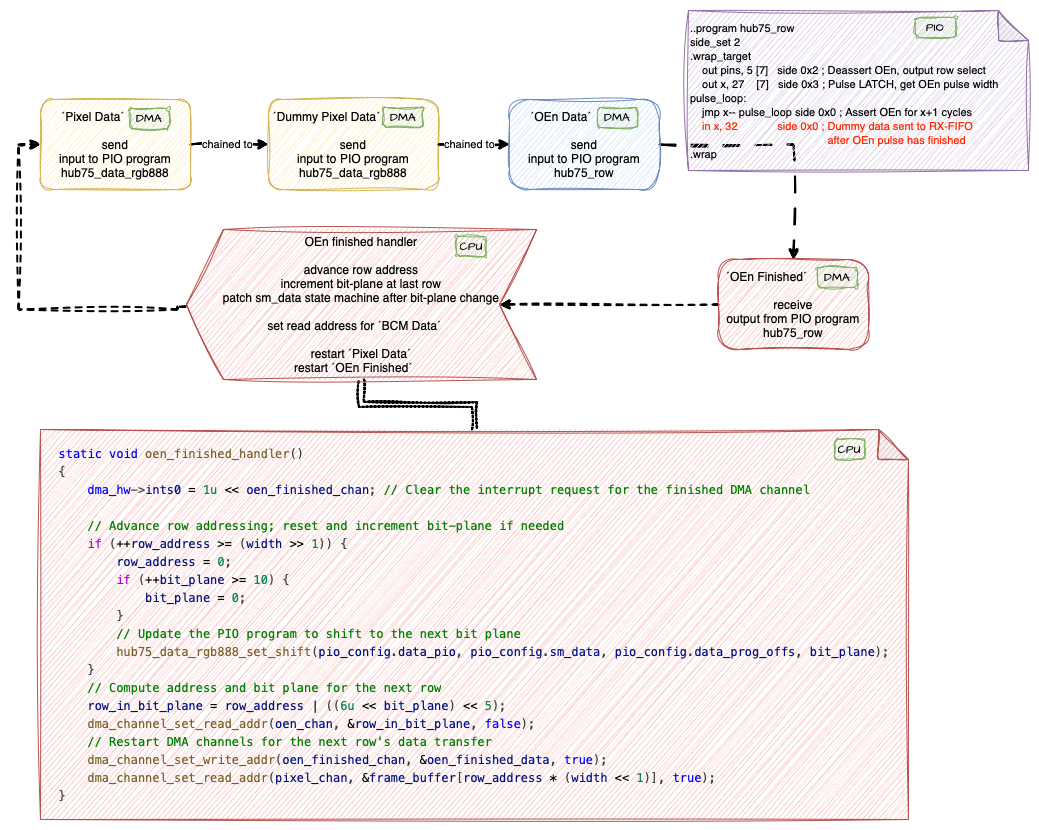 ..program hub75_row
PIO
side_set 2
.wrap_target
out pins, 5 [7] side 0x2 ; Deassert OEn, output row select
out x, 27 [7] side 0x3 ; Pulse LATCH, get OEn pulse width
pulse_loop:
jmp x-- pulse_loop side 0x0 ; Assert OEn for x+1 cycles
in x, 32 side 0x0 ; Dummy data sent to RX-FIFO
after OEn pulse has finished
.wrap
´Pixel Data´ DMA
send
input to PIO program
hub75_data_rgb888
chained to
´Dummy Pixel Data´ DMA
send
input to PIO program
hub75_data_rgb888
chained to
´OEn Data´ DMA
send
input to PIO program
hub75_row
´OEn Finished´ DMA
receive
output from PIO program
hub75_row
OEn finished handler CPU
advance row address
increment bit-plane at last row
patch sm_data state machine after bit-plane change
set read address for ´BCM Data´
restart ´Pixel Data´
restart ´OEn Finished´
CPU
static void oen_finished_handler()
{
dma_hw->ints0 = 1u << oen_finished_chan; // Clear the interrupt request for the finished DMA channel
// Advance row addressing; reset and increment bit-plane if needed
if (++row_address >= (width >> 1)) {
row_address = 0;
if (++bit_plane >= 10) {
bit_plane = 0;
}
// Update the PIO program to shift to the next bit plane
hub75_data_rgb888_set_shift(pio_config.data_pio, pio_config.sm_data, pio_config.data_prog_offs, bit_plane);
}
// Compute address and bit plane for the next row
row_in_bit_plane = row_address | ((6u << bit_plane) << 5);
dma_channel_set_read_addr(oen_chan, &row_in_bit_plane, false);
// Restart DMA channels for the next row's data transfer
dma_channel_set_write_addr(oen_finished_chan, &oen_finished_data, true);
dma_channel_set_read_addr(pixel_chan, &frame_buffer[row_address * (width << 1)], true);
}